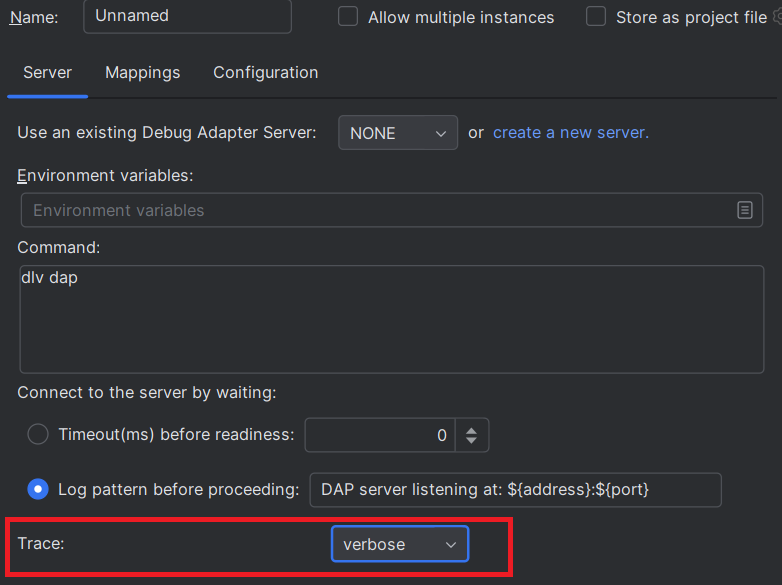 Name: Unnamed Allow multiple instances Store as project file
Server Mappings Configuration
Use an existing Debug Adapter Server: NONE or create a new server.
Environment variables:
Environment variables
Command:
dlv dap
Connect to the server by waiting:
Timeout(ms) before readiness: 0
Log pattern before proceeding: DAP server listening at: ${address}:${port}
Trace: verbose